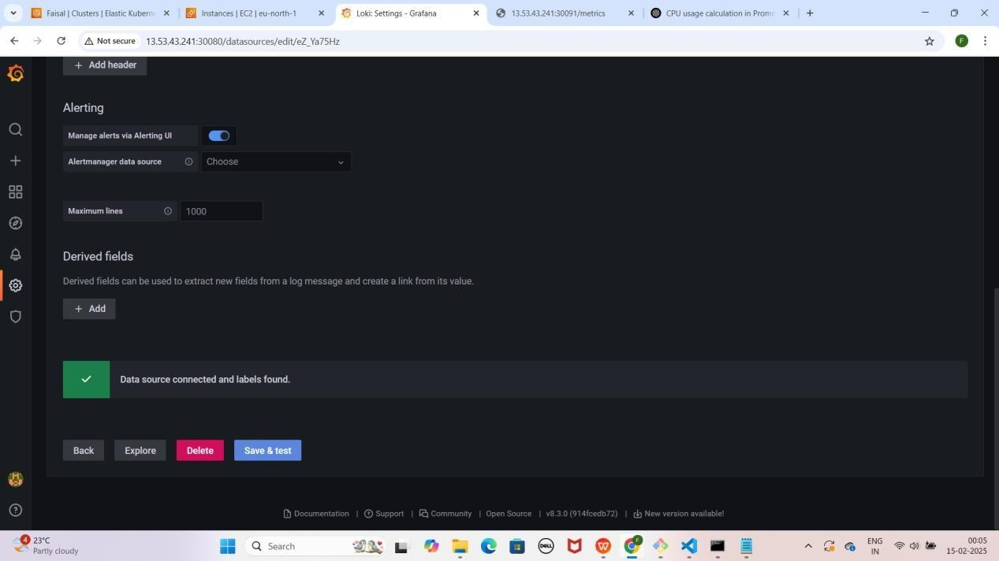 Faisal | Clusters | Elastic Kuberne
Instances | EC2 | eu-north-1
Loki: Settings - Grafana
13.53.43.241:30091/metrics
CPU usage calculation in Prome
Not secure
13.53.43.241:30080/datasources/edit/eZ_Ya75Hz
F
+ Add header
Alerting
Manage alerts via Alerting UI
Alertmanager data source
Choose
Maximum lines
1000
Derived fields
Derived fields can be used to extract new fields from a log message and create a link from its value.
+ Add
Data source connected and labels found.
Back
Explore
Delete
Save & test
Documentation | Support | Community | Open Source | v8.3.0 (914fcedb72) | New version available!
4
23°C
Partly cloudy
Search
DELL
F
ENG
IN
00:05
15-02-2025